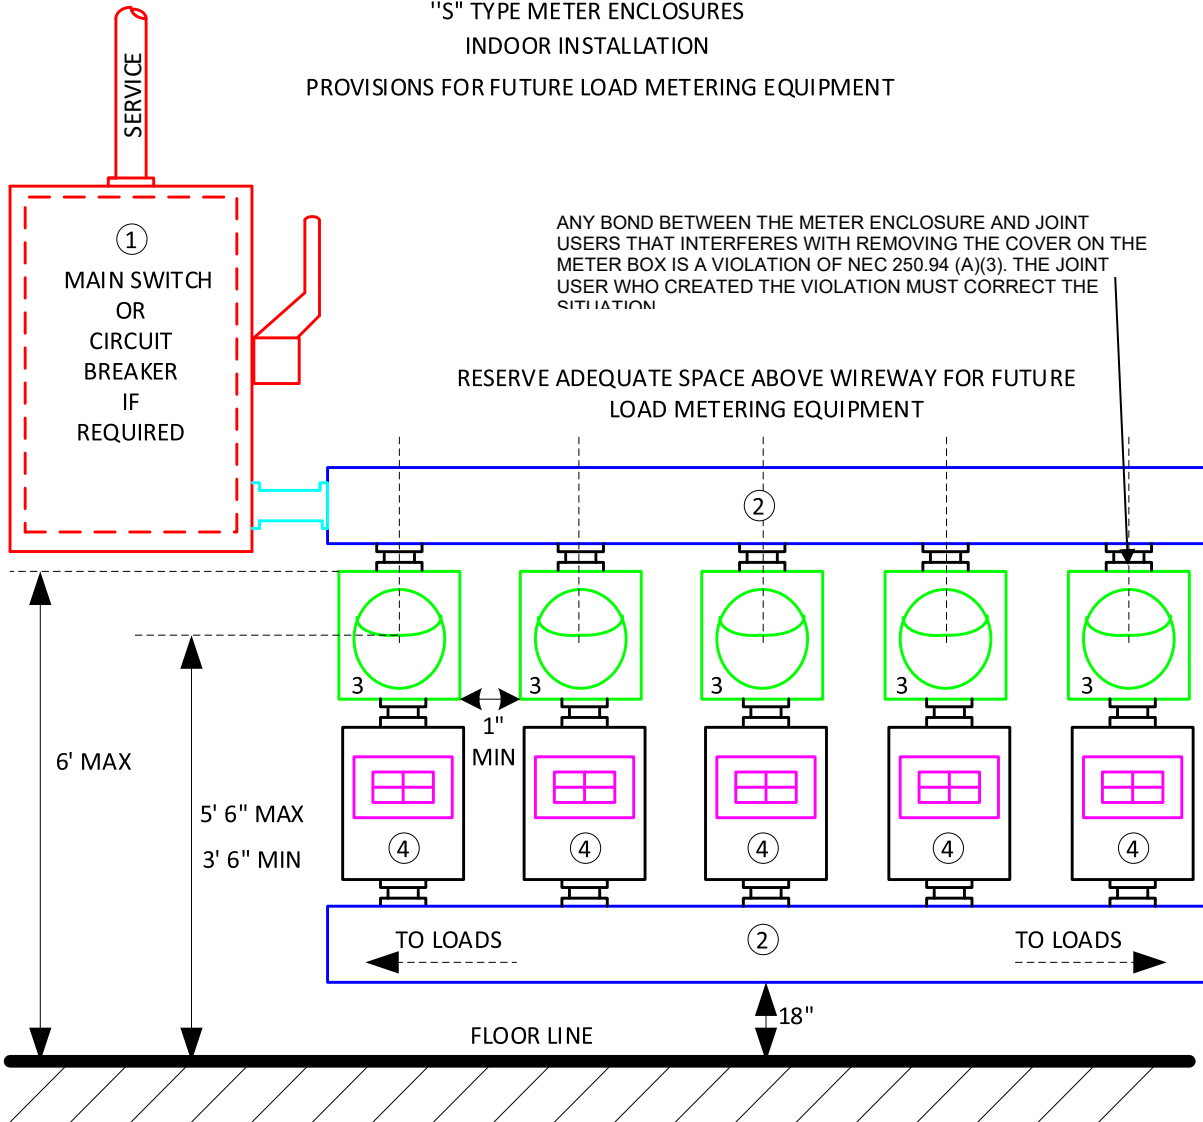 "S" TYPE METER ENCLOSURES
INDOOR INSTALLATION
PROVISIONS FOR FUTURE LOAD METERING EQUIPMENT
SERVICE
1
MAIN SWITCH
OR
CIRCUIT
BREAKER
IF
REQUIRED
ANY BOND BETWEEN THE METER ENCLOSURE AND JOINT
USERS THAT INTERFERES WITH REMOVING THE COVER ON THE
METER BOX IS A VIOLATION OF NEC 250.94 (A)(3). THE JOINT
USER WHO CREATED THE VIOLATION MUST CORRECT THE
SITUATION
RESERVE ADEQUATE SPACE ABOVE WIREWAY FOR FUTURE
LOAD METERING EQUIPMENT
2
3 3 3 3 3
1"
MIN
6' MAX
5' 6" MAX
3' 6" MIN
4 4 4 4 4
TO LOADS 2 TO LOADS
18"
FLOOR LINE